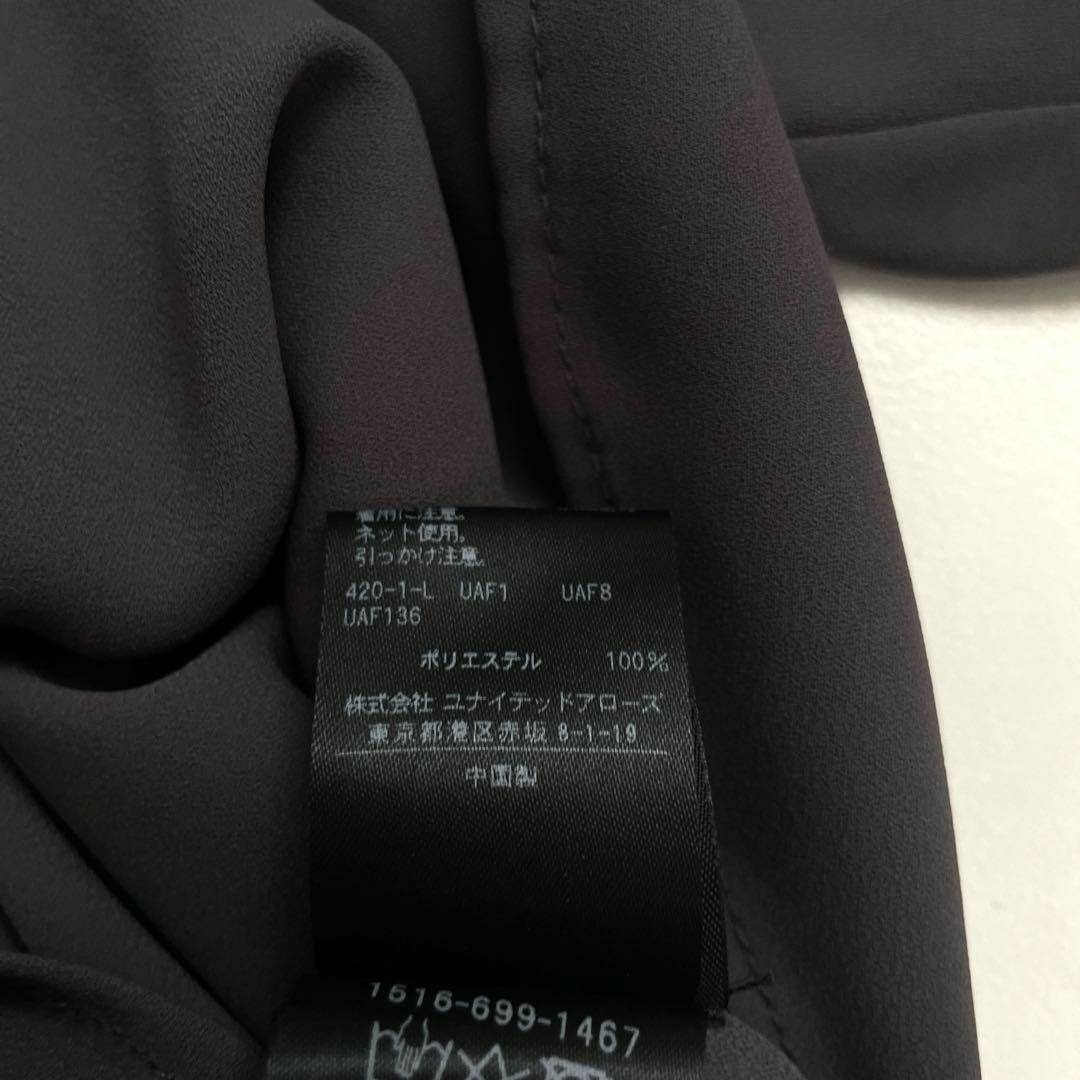 着用に注意。
ネット使用。
引っかけ注意。
420-1-L UAF1 UAF8
UAF136
ポリエステル 100%
株式会社 ユナイテッドアローズ
東京都港区赤坂 8-1-19
中国製
1616-699-1467